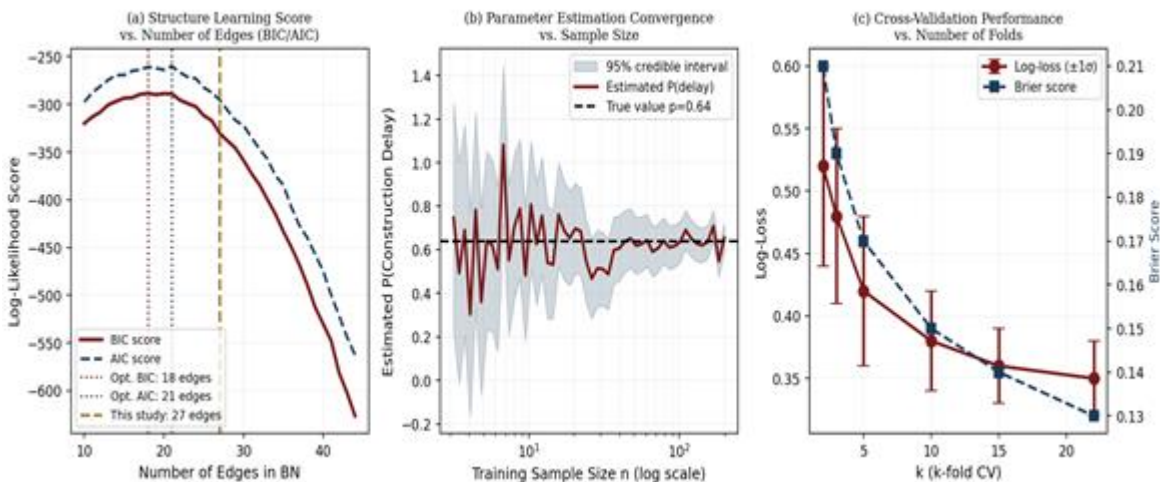 (a) Structure Learning Score
vs. Number of Edges (BIC/AIC)
Log-Likelihood Score
−250
−300
−350
−400
−450
−500
−550
−600
10
20
30
40
Number of Edges in BN
BIC score
AIC score
Opt. BIC: 18 edges
Opt. AIC: 21 edges
This study: 27 edges
(b) Parameter Estimation Convergence
vs. Sample Size
Estimated P(Construction Delay)
1.4
1.2
1.0
0.8
0.6
0.4
0.2
0.0
−0.2
10¹
10²
Training Sample Size n (log scale)
95% credible interval
Estimated P(delay)
True value p=0.64
(c) Cross-Validation Performance
vs. Number of Folds
Log-Loss
0.60
0.55
0.50
0.45
0.40
0.35
5
10
15
20
k (k-fold CV)
Log-loss (±1σ)
Brier score
0.21
0.20
0.19
0.18
0.17
0.16
0.15
0.14
0.13
Brier Score